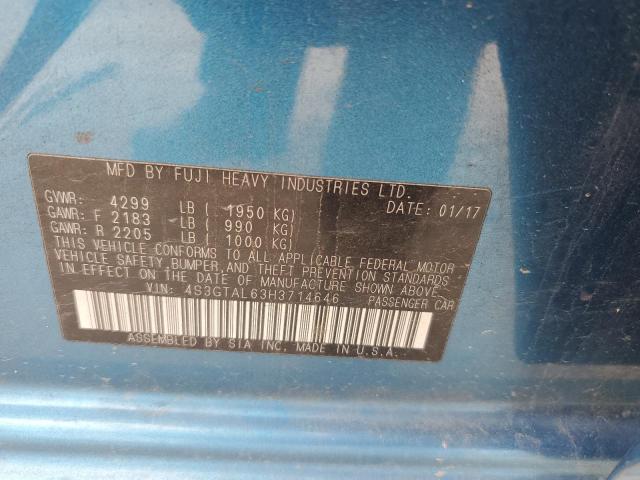 MFD BY FUJI HEAVY INDUSTRIES LTD.
GVWR: 4299 LB ( 1950 KG) DATE: 01/17
GAWR: F 2183 LB ( 990 KG)
GAWR: R 2205 LB ( 1000 KG)
THIS VEHICLE CONFORMS TO ALL APPLICABLE FEDERAL MOTOR
VEHICLE SAFETY,BUMPER,AND THEFT PREVENTION STANDARDS
IN EFFECT ON THE DATE OF MANUFACTURE SHOWN ABOVE.
VIN: 4S3GTAL63H3714646 PASSENGER CAR
ASSEMBLED BY SIA INC. MADE IN U.S.A.